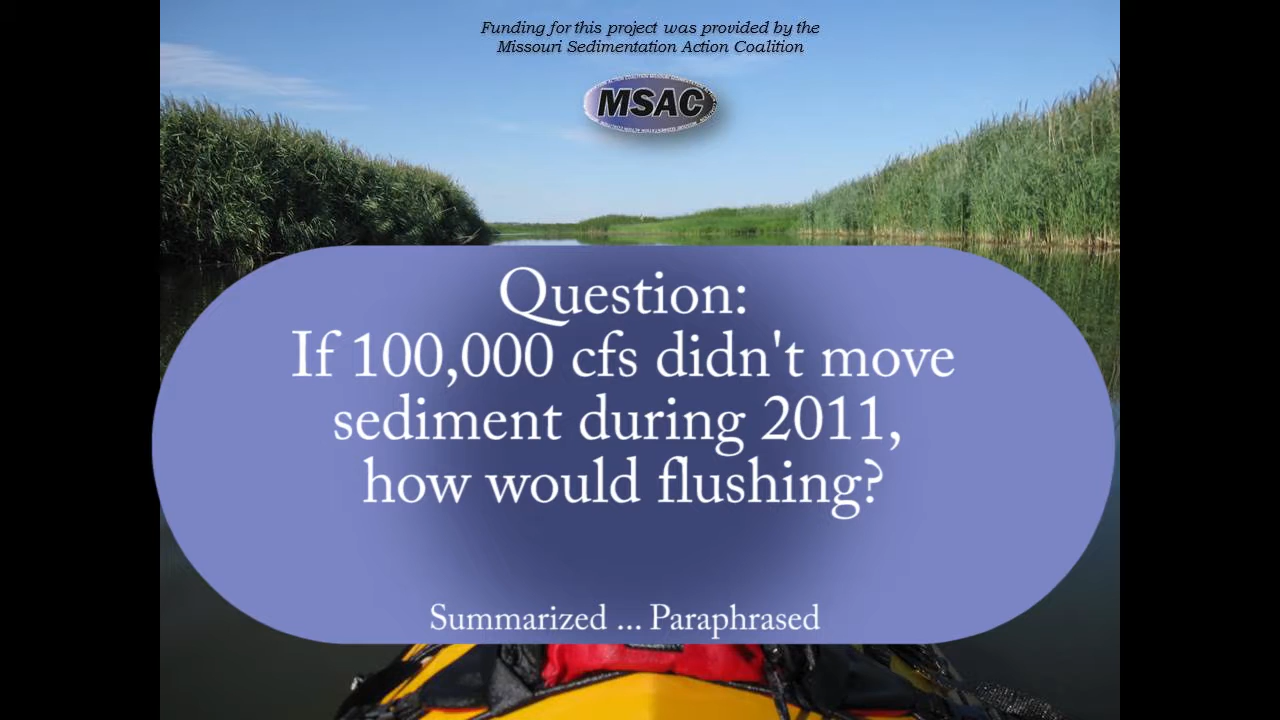 Funding for this project was provided by the
Missouri Sedimentation Action Coalition
MSAC
Question:
If 100,000 cfs didn't move
sediment during 2011,
how would flushing?
Summarized ... Paraphrased